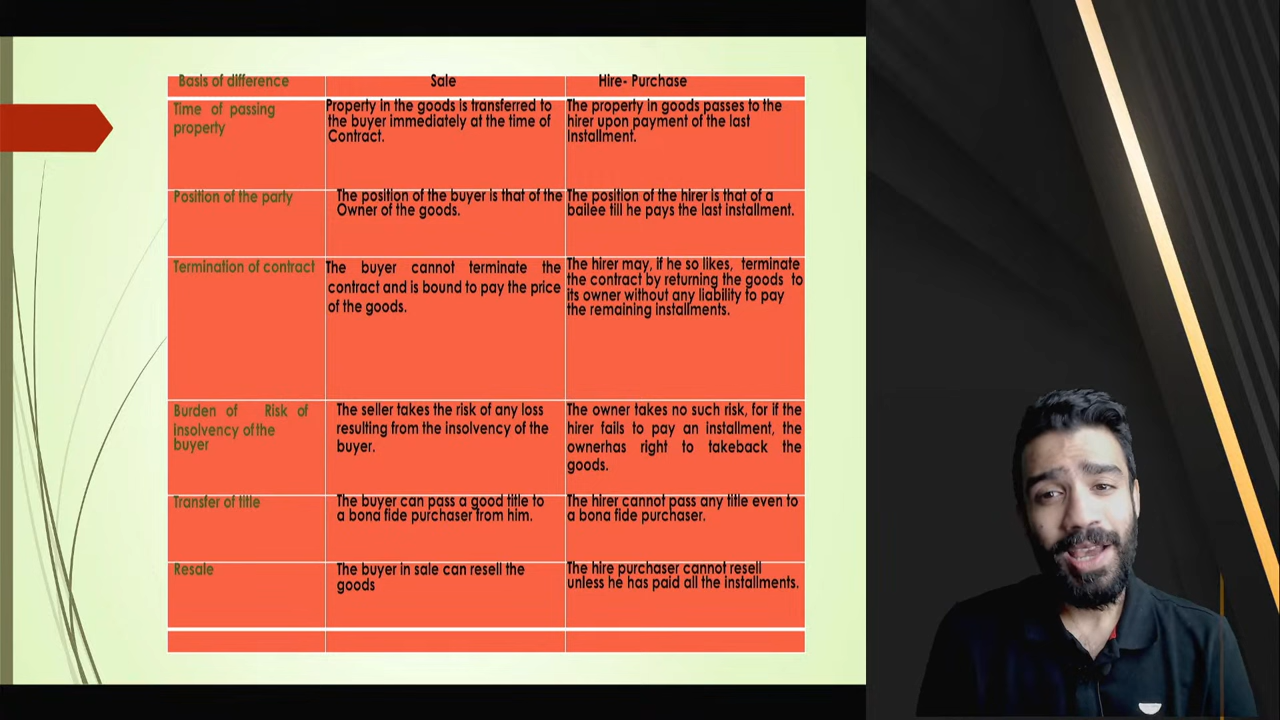 Basis of difference
Sale
Hire- Purchase
Time of passing
property
Property in the goods is transferred to
the buyer immediately at the time of
Contract.
The property in goods passes to the
hirer upon payment of the last
Installment.
Position of the party
The position of the buyer is that of the
Owner of the goods.
The position of the hirer is that of a
bailee till he pays the last installment.
Termination of contract
The buyer cannot terminate the
contract and is bound to pay the price
of the goods.
The hirer may, if he so likes, terminate
the contract by returning the goods to
its owner without any liability to pay
the remaining installments.
Burden of Risk of
insolvency of the
buyer
The seller takes the risk of any loss
resulting from the insolvency of the
buyer.
The owner takes no such risk, for if the
hirer fails to pay an installment, the
ownerhas right to takeback the
goods.
Transfer of title
The buyer can pass a good title to
a bona fide purchaser from him.
The hirer cannot pass any title even to
a bona fide purchaser.
Resale
The buyer in sale can resell the
goods
The hire purchaser cannot resell
unless he has paid all the installments.